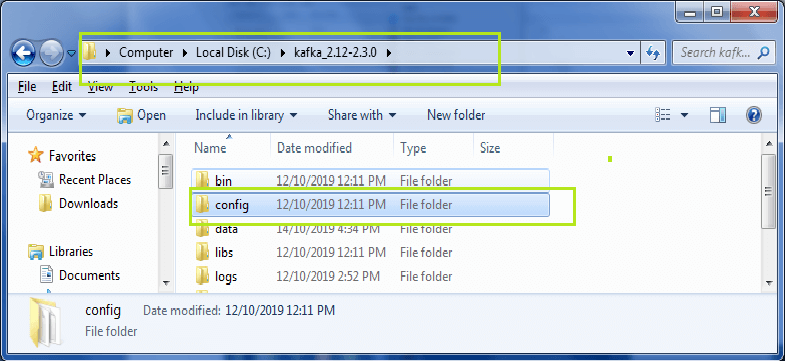 Computer Local Disk (C:) kafka_2.12-2.3.0 Search kafk...
File Edit View Tools Help
Organize Open Include in library Share with New folder
Name Date modified Type Size
Favorites
Recent Places
Downloads
Libraries
Documents
bin 12/10/2019 12:11 PM File folder
config 12/10/2019 12:11 PM File folder
data 14/10/2019 4:34 PM File folder
libs 12/10/2019 12:11 PM File folder
logs 12/10/2019 2:52 PM File folder
config Date modified: 12/10/2019 12:11 PM
File folder